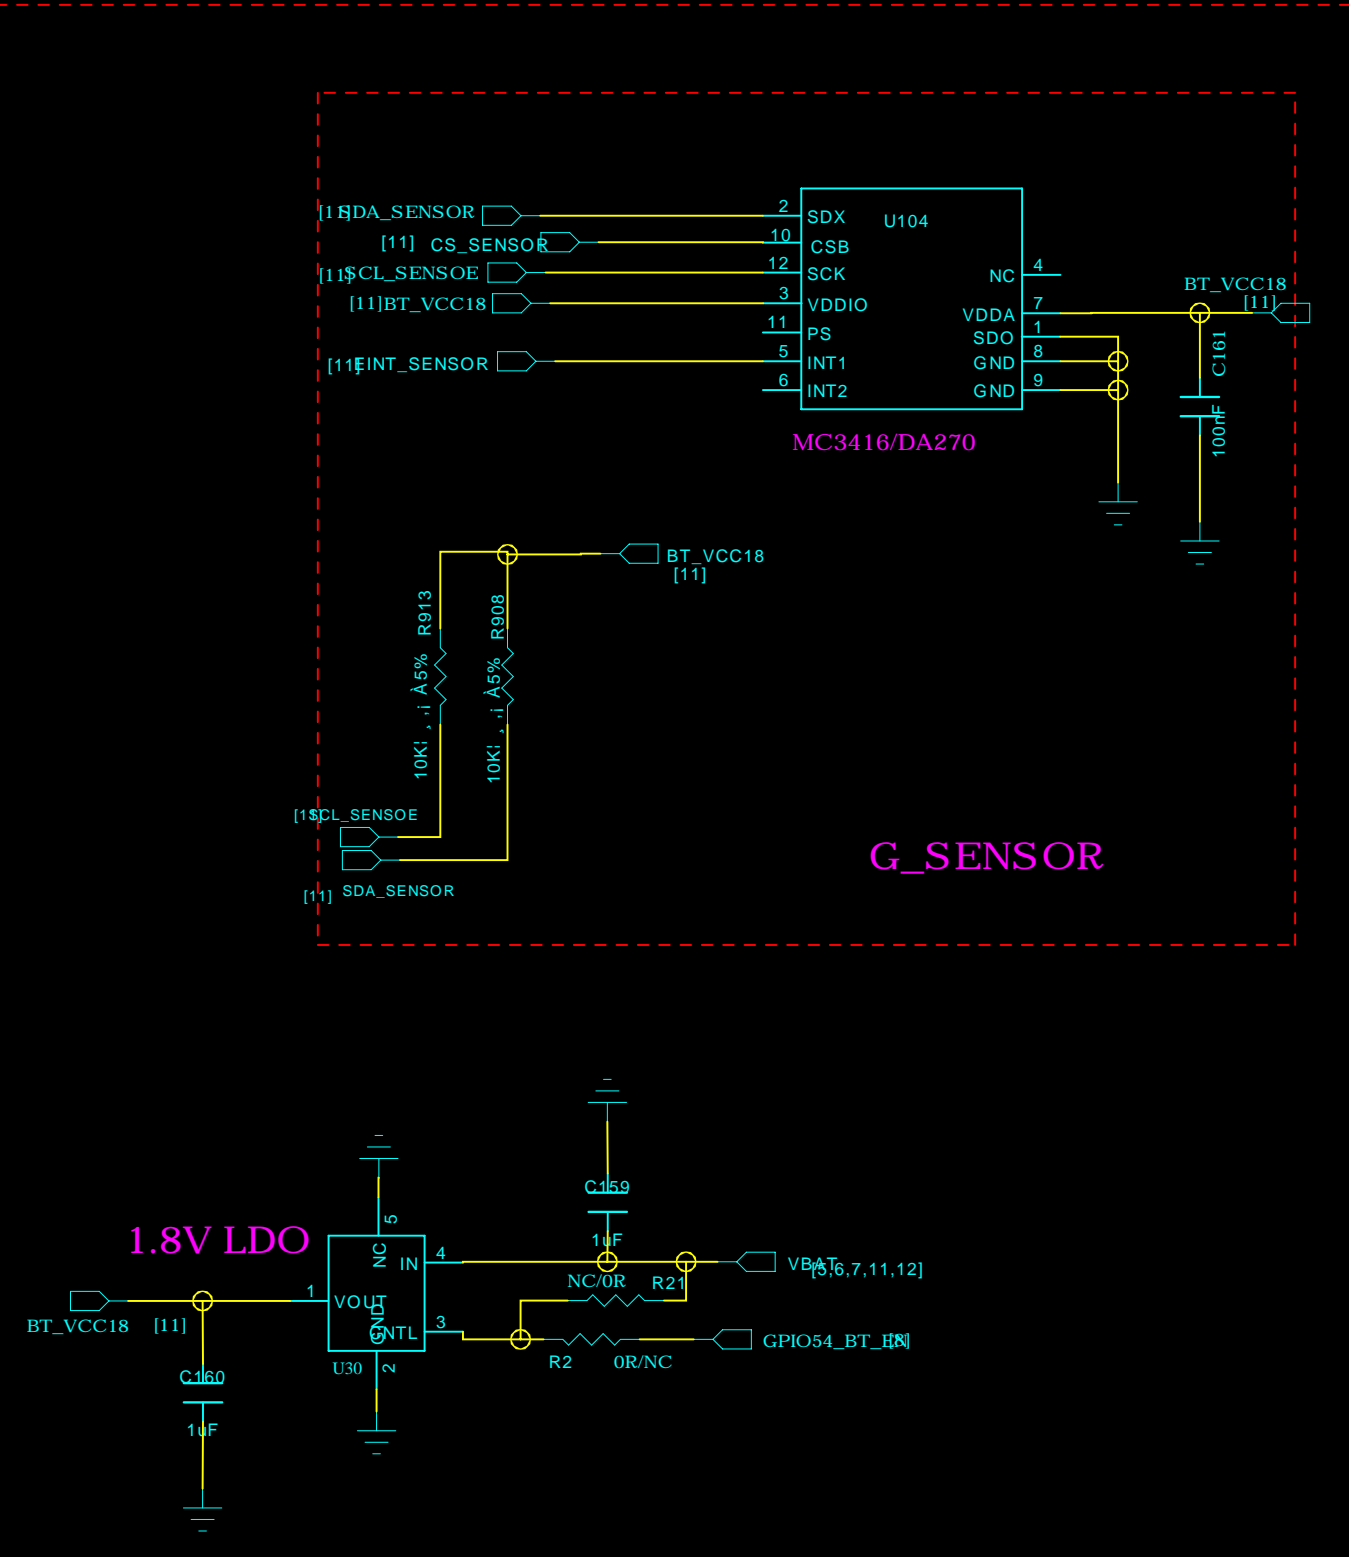 [11] SDA_SENSOR
2
SDX
U104
[11] CS_SENSOR
10
CSB
[11] SCL_SENSOE
12
SCK
NC
4
[11] BT_VCC18
3
VDDIO
BT_VCC18
[11]
VDDA
7
11
PS
SDO
1
C161
[11] EINT_SENSOR
5
INT1
GND
8
6
INT2
GND
9
100nF
MC3416/DA270
BT_VCC18
[11]
R913
R908
10K¦ ¸ ,¡ À5%
10K¦ ¸ ,¡ À5%
[11] SCL_SENSOE
[11] SDA_SENSOR
G_SENSOR
C159
1uF
1.8V LDO
5
NC
IN
4
VBAT
[5,6,7,11,12]
NC/0R
R21
1
VOUT
BT_VCC18
[11]
GND
CNTL
3
GPIO54_BT_EN
[8]
R2
0R/NC
U30
2
C160
1uF